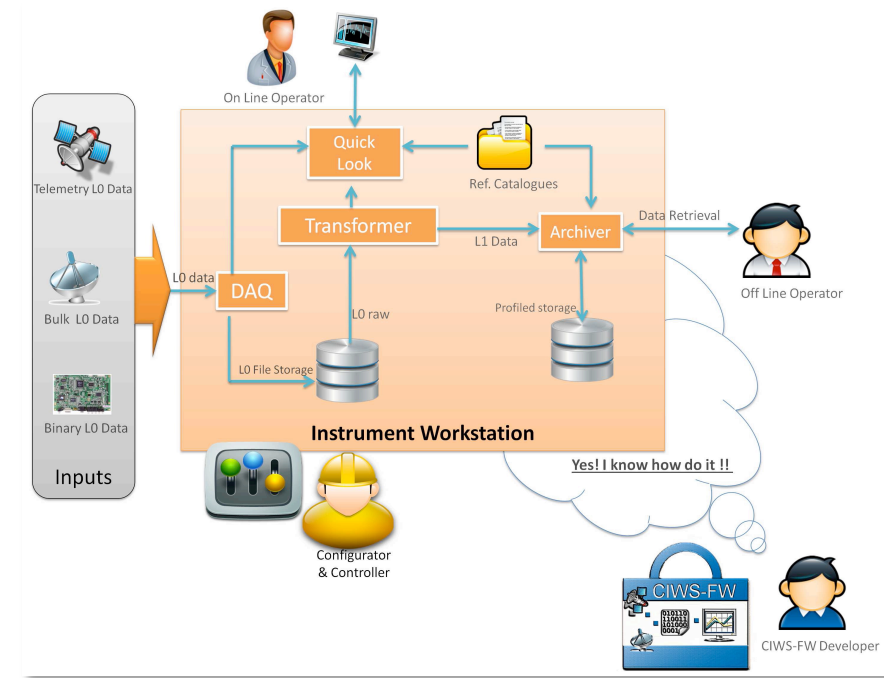 On Line Operator
Telemetry L0 Data
Bulk L0 Data
Binary L0 Data
Inputs
L0 data
DAQ
Quick
Look
Ref. Catalogues
Transformer
L1 Data
Archiver
Data Retrieval
Off Line Operator
L0 raw
Profiled storage
L0 File Storage
Instrument Workstation
Yes! I know how do it !!
Configurator
& Controller
CIWS-FW
010110
110011
101000
0001
CIWS-FW Developer